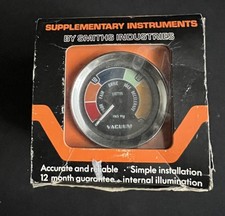 SUPPLEMENTARY INSTRUMENTS
BY SMITHS INDUSTRIES
VACUUM
Accurate and reliable · Simple installation
12 month guarantee · internal illumination